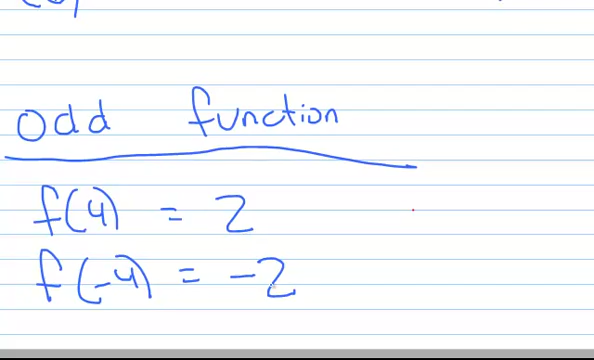 odd function
f(4) = 2
f(-4) = -2